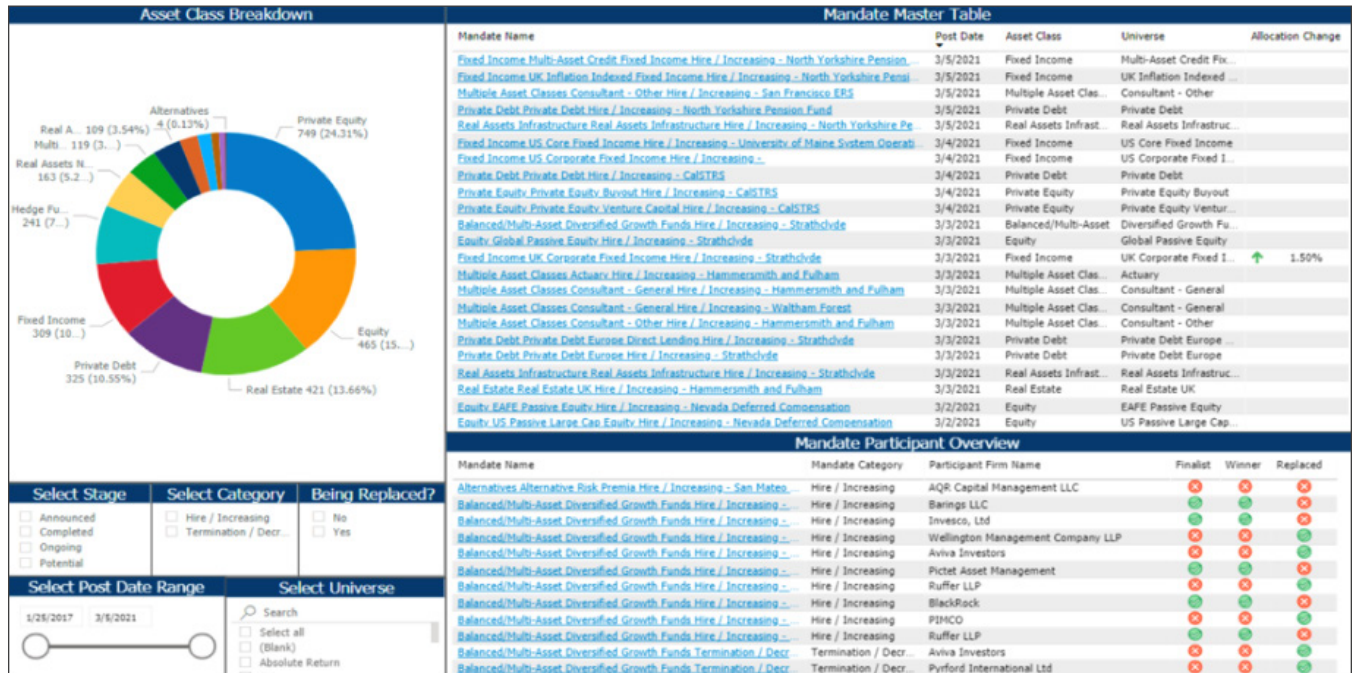 Asset Class Breakdown
Alternatives
4 (0.13%)
Private Equity
749 (24.31%)
Real A... 109 (3.54%)
Multi... 119 (3...)
Real Assets N...
163 (5.2...)
Hedge Fu...
241 (7...)
Fixed Income
309 (10...)
Private Debt
325 (10.55%)
Real Estate 421 (13.66%)
Equity
465 (15....)
Select Stage
Announced
Completed
Ongoing
Potential
Select Category
Hire / Increasing
Termination / Decr...
Being Replaced?
No
Yes
Select Post Date Range
1/25/2017 3/5/2021
Select Universe
Search
Select all
(Blank)
Absolute Return
Mandate Master Table
Mandate Name Post Date Asset Class Universe Allocation Change
Fixed Income Multi-Asset Credit Fixed Income Hire / Increasing - North Yorkshire Pension ... 3/5/2021 Fixed Income Multi-Asset Credit Fix...
Fixed Income UK Inflation Indexed Fixed Income Hire / Increasing - North Yorkshire Pensi... 3/5/2021 Fixed Income UK Inflation Indexed ...
Multiple Asset Classes Consultant - Other Hire / Increasing - San Francisco ERS 3/5/2021 Multiple Asset Clas... Consultant - Other
Private Debt Private Debt Hire / Increasing - North Yorkshire Pension Fund 3/5/2021 Private Debt Private Debt
Real Assets Infrastructure Real Assets Infrastructure Hire / Increasing - North Yorkshire Pe... 3/5/2021 Real Assets Infrast... Real Assets Infrastruc...
Fixed Income US Core Fixed Income Hire / Increasing - University of Maine System Operati... 3/4/2021 Fixed Income US Core Fixed Income
Fixed Income US Corporate Fixed Income Hire / Increasing - 3/4/2021 Fixed Income US Corporate Fixed I...
Private Debt Private Debt Hire / Increasing - CalSTRS 3/4/2021 Private Debt Private Debt
Private Equity Private Equity Buyout Hire / Increasing - CalSTRS 3/4/2021 Private Equity Private Equity Buyout
Private Equity Private Equity Venture Capital Hire / Increasing - CalSTRS 3/4/2021 Private Equity Private Equity Ventur...
Balanced/Multi-Asset Diversified Growth Funds Hire / Increasing - Strathclyde 3/3/2021 Balanced/Multi-Asset Diversified Growth Fu...
Equity Global Passive Equity Hire / Increasing - Strathclyde 3/3/2021 Equity Global Passive Equity
Fixed Income UK Corporate Fixed Income Hire / Increasing - Strathclyde 3/3/2021 Fixed Income UK Corporate Fixed I... 1.50%
Multiple Asset Classes Actuary Hire / Increasing - Hammersmith and Fulham 3/3/2021 Multiple Asset Clas... Actuary
Multiple Asset Classes Consultant - General Hire / Increasing - Hammersmith and Fulham 3/3/2021 Multiple Asset Clas... Consultant - General
Multiple Asset Classes Consultant - General Hire / Increasing - Waltham Forest 3/3/2021 Multiple Asset Clas... Consultant - General
Multiple Asset Classes Consultant - Other Hire / Increasing - Hammersmith and Fulham 3/3/2021 Multiple Asset Clas... Consultant - Other
Private Debt Private Debt Europe Direct Lending Hire / Increasing - Strathclyde 3/3/2021 Private Debt Private Debt Europe ...
Private Debt Private Debt Europe Hire / Increasing - Strathclyde 3/3/2021 Private Debt Private Debt Europe
Real Assets Infrastructure Real Assets Infrastructure Hire / Increasing - Strathclyde 3/3/2021 Real Assets Infrast... Real Assets Infrastruc...
Real Estate Real Estate UK Hire / Increasing - Hammersmith and Fulham 3/3/2021 Real Estate Real Estate UK
Equity EAFE Passive Equity Hire / Increasing - Nevada Deferred Compensation 3/2/2021 Equity EAFE Passive Equity
Equity US Passive Large Cap Equity Hire / Increasing - Nevada Deferred Compensation 3/2/2021 Equity US Passive Large Cap...
Mandate Participant Overview
Mandate Name Mandate Category Participant Firm Name Finalist Winner Replaced
Alternatives Alternative Risk Premia Hire / Increasing - San Mateo ... Hire / Increasing AQR Capital Management LLC
Balanced/Multi-Asset Diversified Growth Funds Hire / Increasing - ... Hire / Increasing Barings LLC
Balanced/Multi-Asset Diversified Growth Funds Hire / Increasing - ... Hire / Increasing Invesco, Ltd
Balanced/Multi-Asset Diversified Growth Funds Hire / Increasing - ... Hire / Increasing Wellington Management Company LLP
Balanced/Multi-Asset Diversified Growth Funds Hire / Increasing - ... Hire / Increasing Aviva Investors
Balanced/Multi-Asset Diversified Growth Funds Hire / Increasing - ... Hire / Increasing Pictet Asset Management
Balanced/Multi-Asset Diversified Growth Funds Hire / Increasing - ... Hire / Increasing Ruffer LLP
Balanced/Multi-Asset Diversified Growth Funds Hire / Increasing - ... Hire / Increasing BlackRock
Balanced/Multi-Asset Diversified Growth Funds Hire / Increasing - ... Hire / Increasing PIMCO
Balanced/Multi-Asset Diversified Growth Funds Hire / Increasing - ... Hire / Increasing Ruffer LLP
Balanced/Multi-Asset Diversified Growth Funds Termination / Decr... Termination / Decr... Aviva Investors
Balanced/Multi-Asset Diversified Growth Funds Termination / Decr... Termination / Decr... Pyrford International Ltd